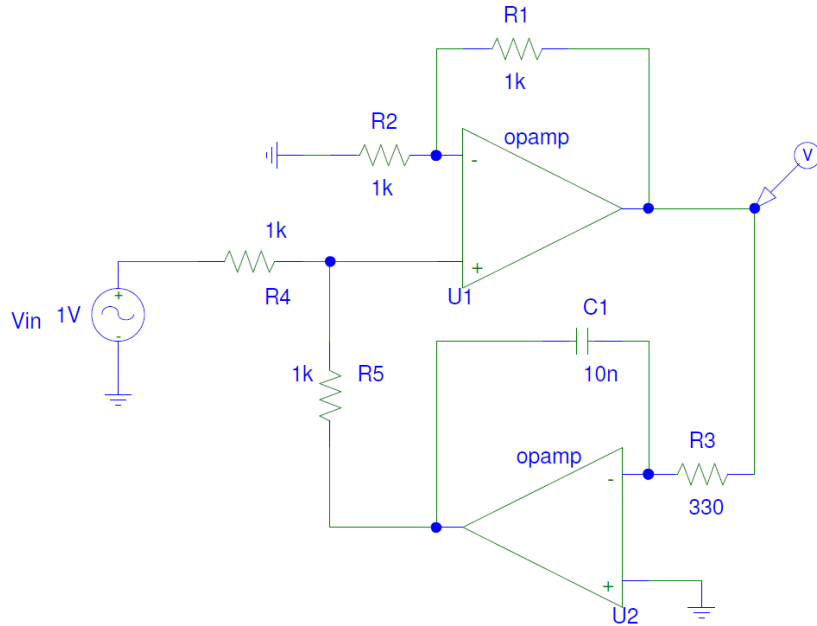 R1
1k
R2
opamp
-
1k
V
1k
+
R4
U1
Vin
1V
+
-
C1
10n
1k
R5
opamp
R3
-
330
+
U2